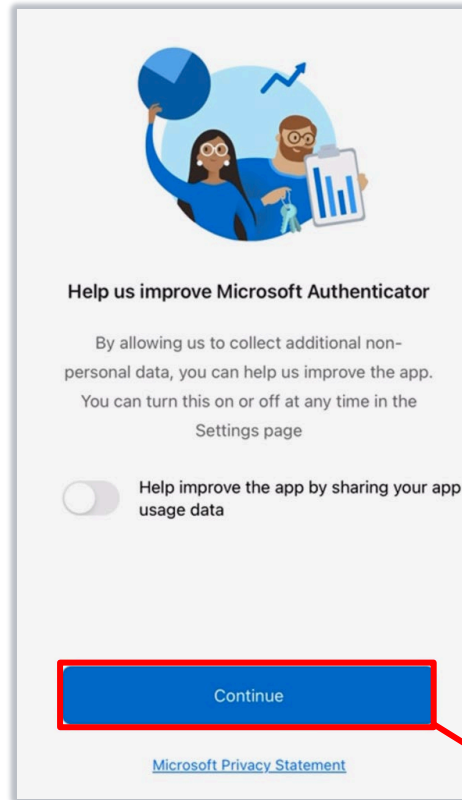 Help us improve Microsoft Authenticator
By allowing us to collect additional non-
personal data, you can help us improve the app.
You can turn this on or off at any time in the
Settings page
Help improve the app by sharing your app
usage data
Continue
Microsoft Privacy Statement